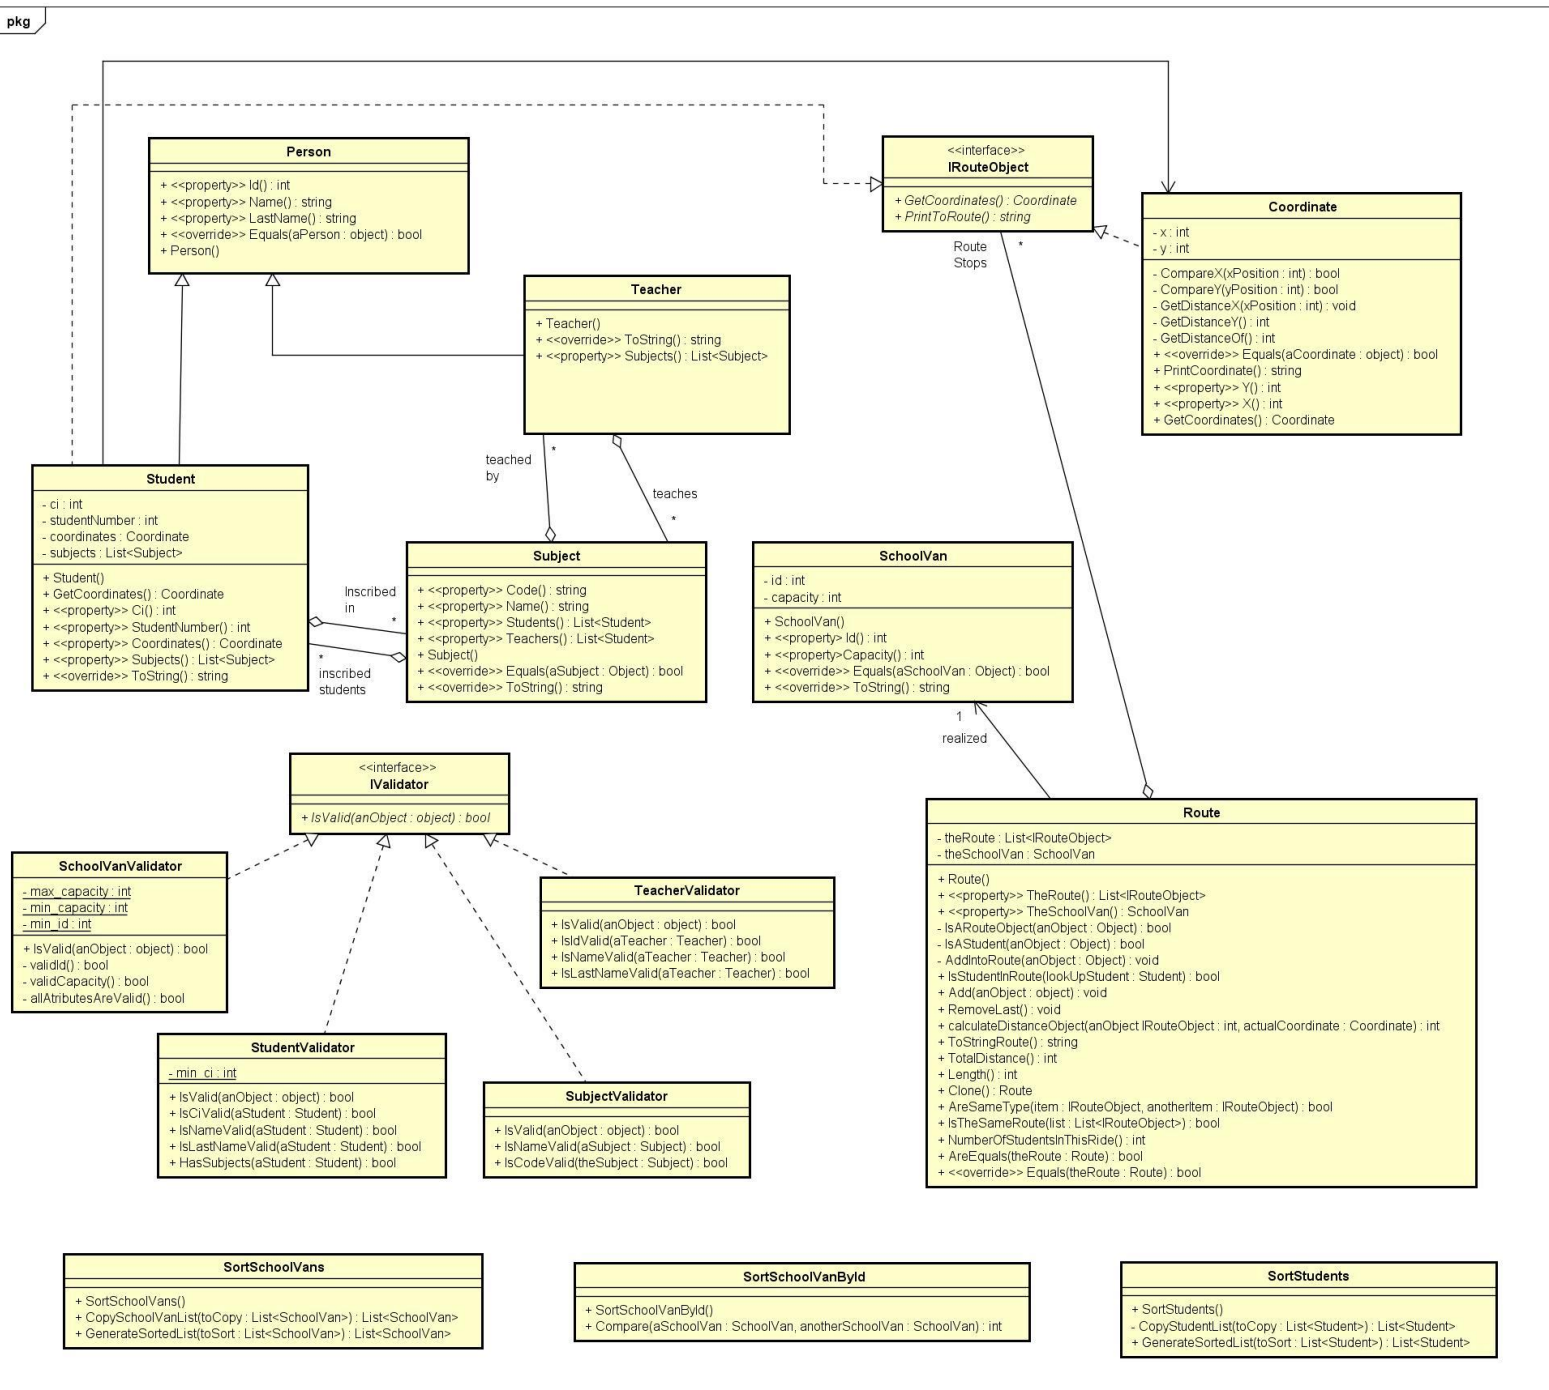 pkg
Person
+ <<property>> Id() : int
+ <<property>> Name() : string
+ <<property>> LastName() : string
+ <<override>> Equals(aPerson : object) : bool
+ Person()
<<interface>>
IRouteObject
+ GetCoordinates() : Coordinate
+ PrintToRoute() : string
Route
Stops
*
Coordinate
- x : int
- y : int
- CompareX(xPosition : int) : bool
- CompareY(yPosition : int) : bool
- GetDistanceX(xPosition : int) : void
- GetDistanceY() : int
- GetDistanceOf() : int
+ <<override>> Equals(aCoordinate : object) : bool
+ PrintCoordinate() : string
+ <<property>> Y() : int
+ <<property>> X() : int
+ GetCoordinates() : Coordinate
Teacher
+ Teacher()
+ <<override>> ToString() : string
+ <<property>> Subjects() : List<Subject>
teached
by
*
teaches
*
Student
- ci : int
- studentNumber : int
- coordinates : Coordinate
- subjects : List<Subject>
+ Student()
+ GetCoordinates() : Coordinate
+ <<property>> Ci() : int
+ <<property>> StudentNumber() : int
+ <<property>> Coordinates() : Coordinate
+ <<property>> Subjects() : List<Subject>
+ <<override>> ToString() : string
Inscribed
in
*
*
inscribed
students
Subject
+ <<property>> Code() : string
+ <<property>> Name() : string
+ <<property>> Students() : List<Student>
+ <<property>> Teachers() : List<Student>
+ Subject()
+ <<override>> Equals(aSubject : Object) : bool
+ <<override>> ToString() : string
SchoolVan
- id : int
- capacity : int
+ SchoolVan()
+ <<property> Id() : int
+ <<property>Capacity() : int
+ <<override>> Equals(aSchoolVan : Object) : bool
+ <<override>> ToString() : string
1
realized
<<interface>>
IValidator
+ IsValid(anObject : object) : bool
SchoolVanValidator
- max_capacity : int
- min_capacity : int
- min_id : int
+ IsValid(anObject : object) : bool
- validId() : bool
- validCapacity() : bool
- allAtributesAreValid() : bool
TeacherValidator
+ IsValid(anObject : object) : bool
+ IsIdValid(aTeacher : Teacher) : bool
+ IsNameValid(aTeacher : Teacher) : bool
+ IsLastNameValid(aTeacher : Teacher) : bool
StudentValidator
- min_ci : int
+ IsValid(anObject : object) : bool
+ IsCiValid(aStudent : Student) : bool
+ IsNameValid(aStudent : Student) : bool
+ IsLastNameValid(aStudent : Student) : bool
+ HasSubjects(aStudent : Student) : bool
SubjectValidator
+ IsValid(anObject : object) : bool
+ IsNameValid(aSubject : Subject) : bool
+ IsCodeValid(theSubject : Subject) : bool
Route
- theRoute : List<IRouteObject>
- theSchoolVan : SchoolVan
+ Route()
+ <<property>> TheRoute() : List<IRouteObject>
+ <<property>> TheSchoolVan() : SchoolVan
- IsARouteObject(anObject : Object) : bool
- IsAStudent(anObject : Object) : bool
- AddIntoRoute(anObject : Object) : void
+ IsStudentInRoute(lookUpStudent : Student) : bool
+ Add(anObject : object) : void
+ RemoveLast() : void
+ calculateDistanceObject(anObject IRouteObject : int, actualCoordinate : Coordinate) : int
+ ToStringRoute() : string
+ TotalDistance() : int
+ Length() : int
+ Clone() : Route
+ AreSameType(item : IRouteObject, anotherItem : IRouteObject) : bool
+ IsTheSameRoute(list : List<IRouteObject>) : bool
+ NumberOfStudentsInThisRide() : int
+ AreEquals(theRoute : Route) : bool
+ <<override>> Equals(theRoute : Route) : bool
SortSchoolVans
+ SortSchoolVans()
+ CopySchoolVanList(toCopy : List<SchoolVan>) : List<SchoolVan>
+ GenerateSortedList(toSort : List<SchoolVan>) : List<SchoolVan>
SortSchoolVanById
+ SortSchoolVanById()
+ Compare(aSchoolVan : SchoolVan, anotherSchoolVan : SchoolVan) : int
SortStudents
+ SortStudents()
- CopyStudentList(toCopy : List<Student>) : List<Student>
+ GenerateSortedList(toSort : List<Student>) : List<Student>